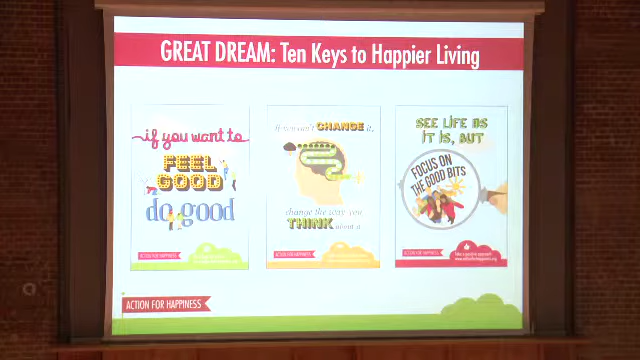 GREAT DREAM: Ten Keys to Happier Living
if you want to
FEEL
GOOD
do good
If you can't CHANGE it,
change the way you
THINK about it
SEE LIFE AS
IT IS, BUT
FOCUS ON
THE GOOD BITS
ACTION FOR HAPPINESS
ACTION FOR HAPPINESS
ACTION FOR HAPPINESS
ACTION FOR HAPPINESS